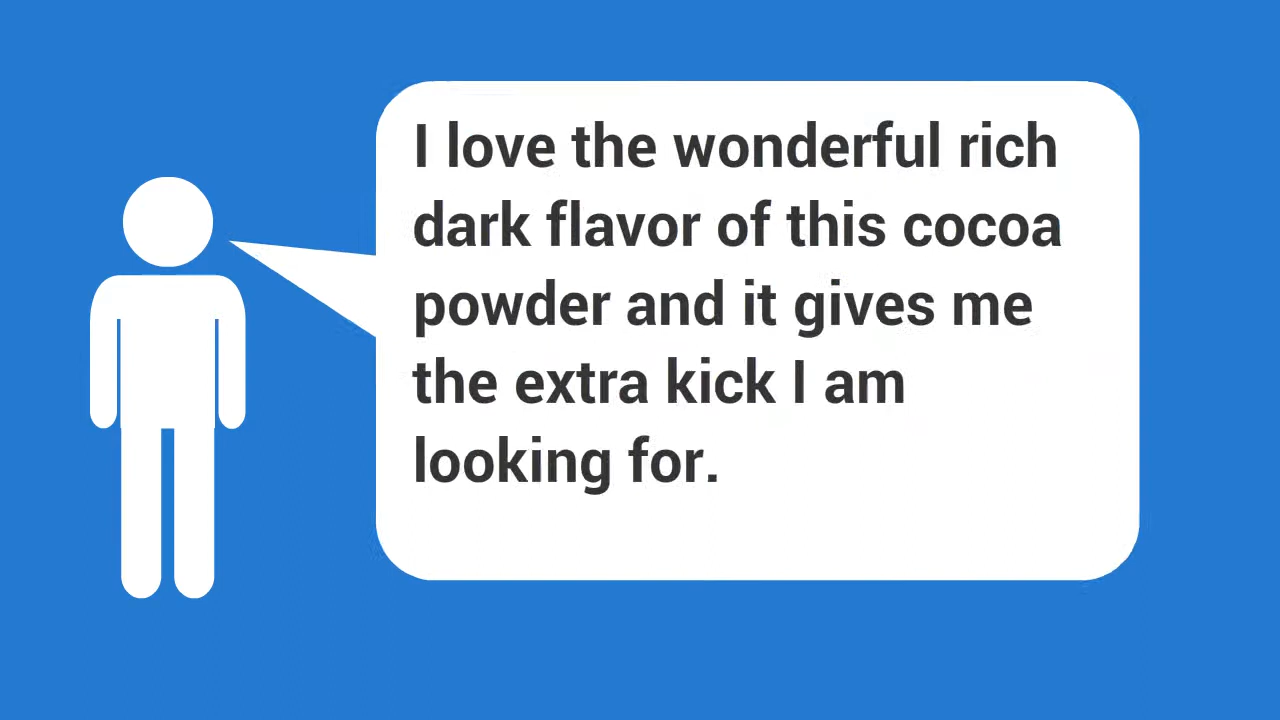 I love the wonderful rich
dark flavor of this cocoa
powder and it gives me
the extra kick I am
looking for.